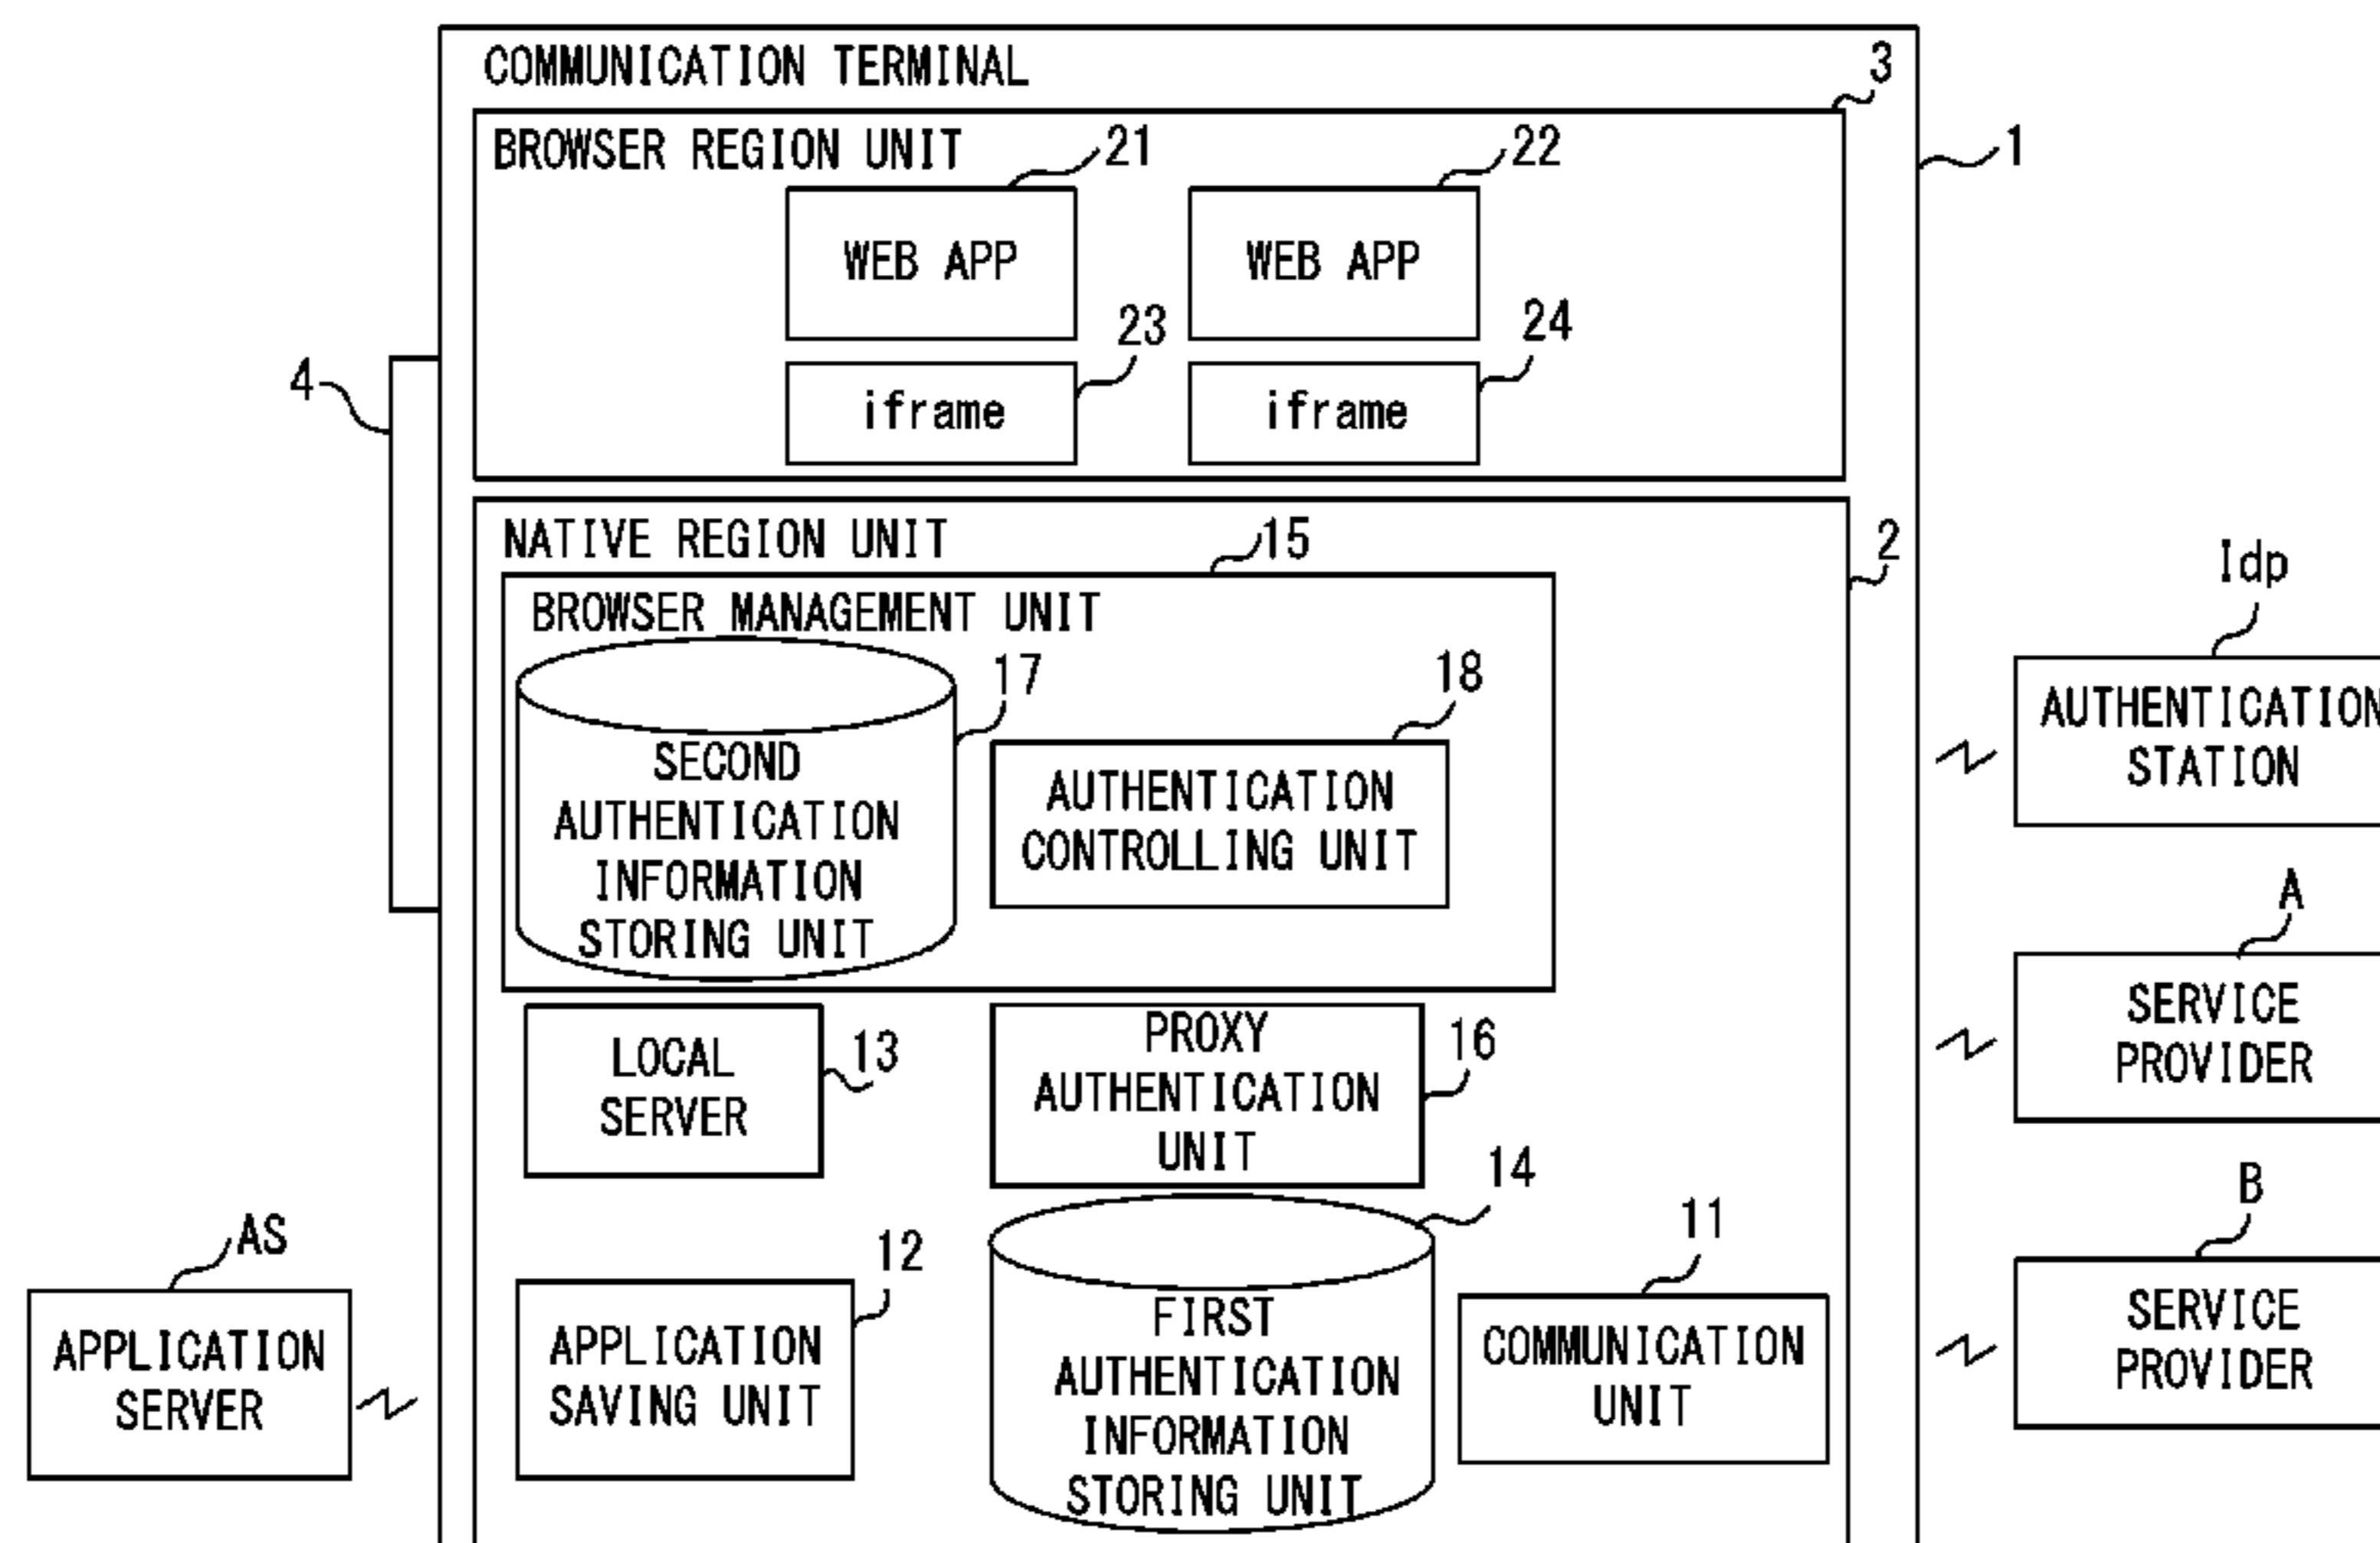 COMMUNICATION TERMINAL
3
BROWSER REGION UNIT
21
22
1
WEB APP
WEB APP
23
24
4
iframe
iframe
NATIVE REGION UNIT
15
2
Idp
BROWSER MANAGEMENT UNIT
17
18
SECOND
AUTHENTICATION
INFORMATION
STORING UNIT
AUTHENTICATION
CONTROLLING UNIT
AUTHENTICATION
STATION
A
SERVICE
PROVIDER
LOCAL
SERVER
13
PROXY
AUTHENTICATION
UNIT
16
14
11
B
AS
12
APPLICATION
SERVER
APPLICATION
SAVING UNIT
FIRST
AUTHENTICATION
INFORMATION
STORING UNIT
COMMUNICATION
UNIT
SERVICE
PROVIDER